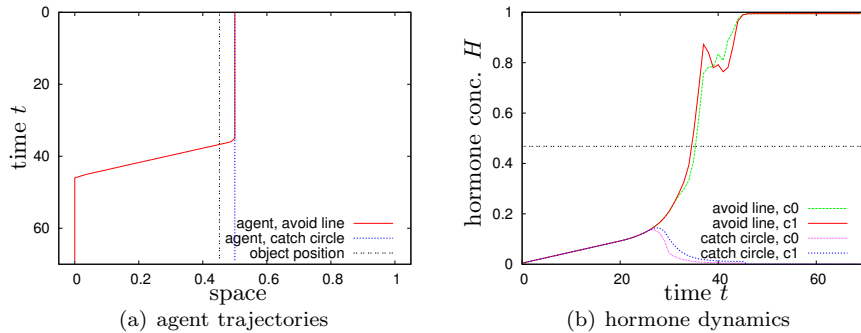 0
20
40
60
time t
0
0.2
0.4
0.6
0.8
1
space
agent, avoid line
agent, catch circle
object position
(a) agent trajectories
1
0.8
0.6
0.4
0.2
0
hormone conc. H
0
20
40
60
time t
avoid line, c0
avoid line, c1
catch circle, c0
catch circle, c1
(b) hormone dynamics